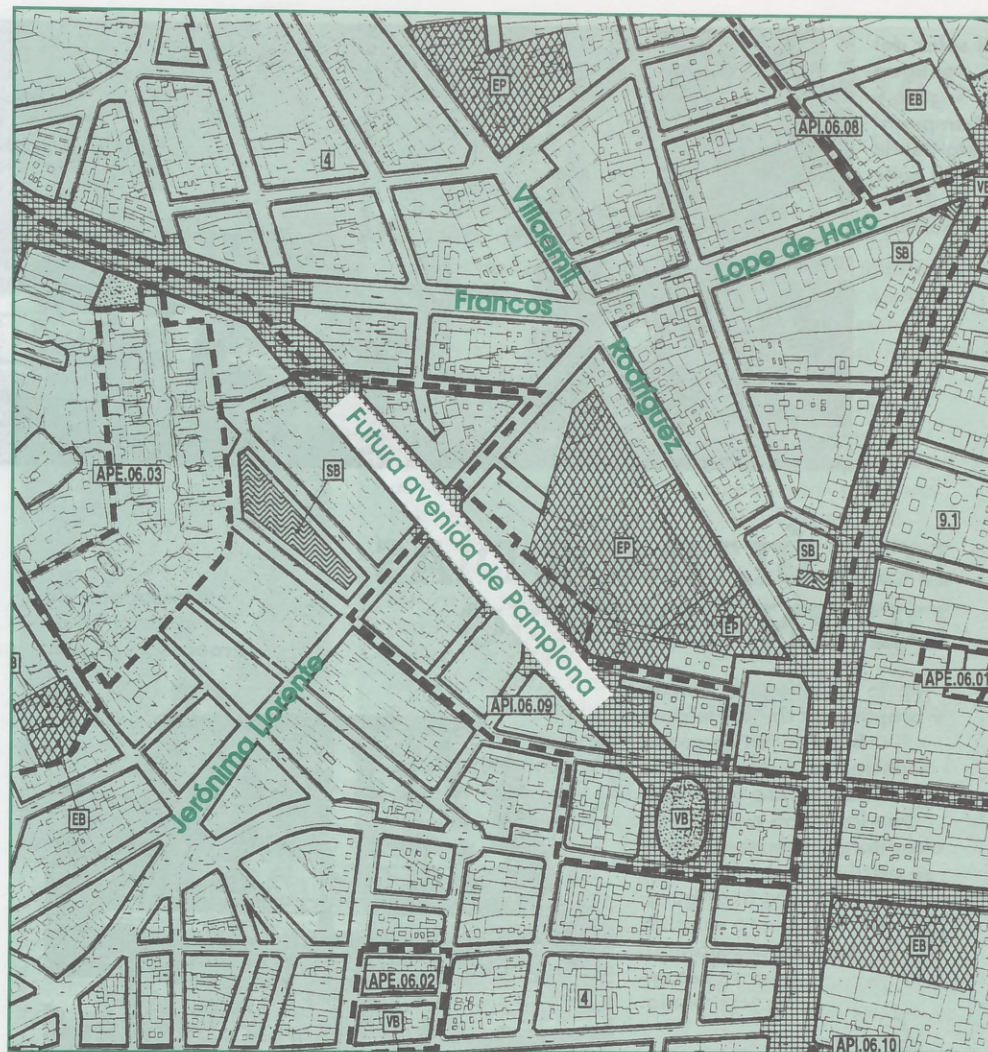 EP
EB
API.06.08
4
VB
Villaemil
Lope de Haro
SB
Francos
Rodríguez
Futura avenida de Pamplona
SB
APE.06.03
9.1
EP
SB
EP
APE.06.01
API.06.09
Jerónima Llorente
EB
VB
EB
APE.06.02
4
VB
API.06.10